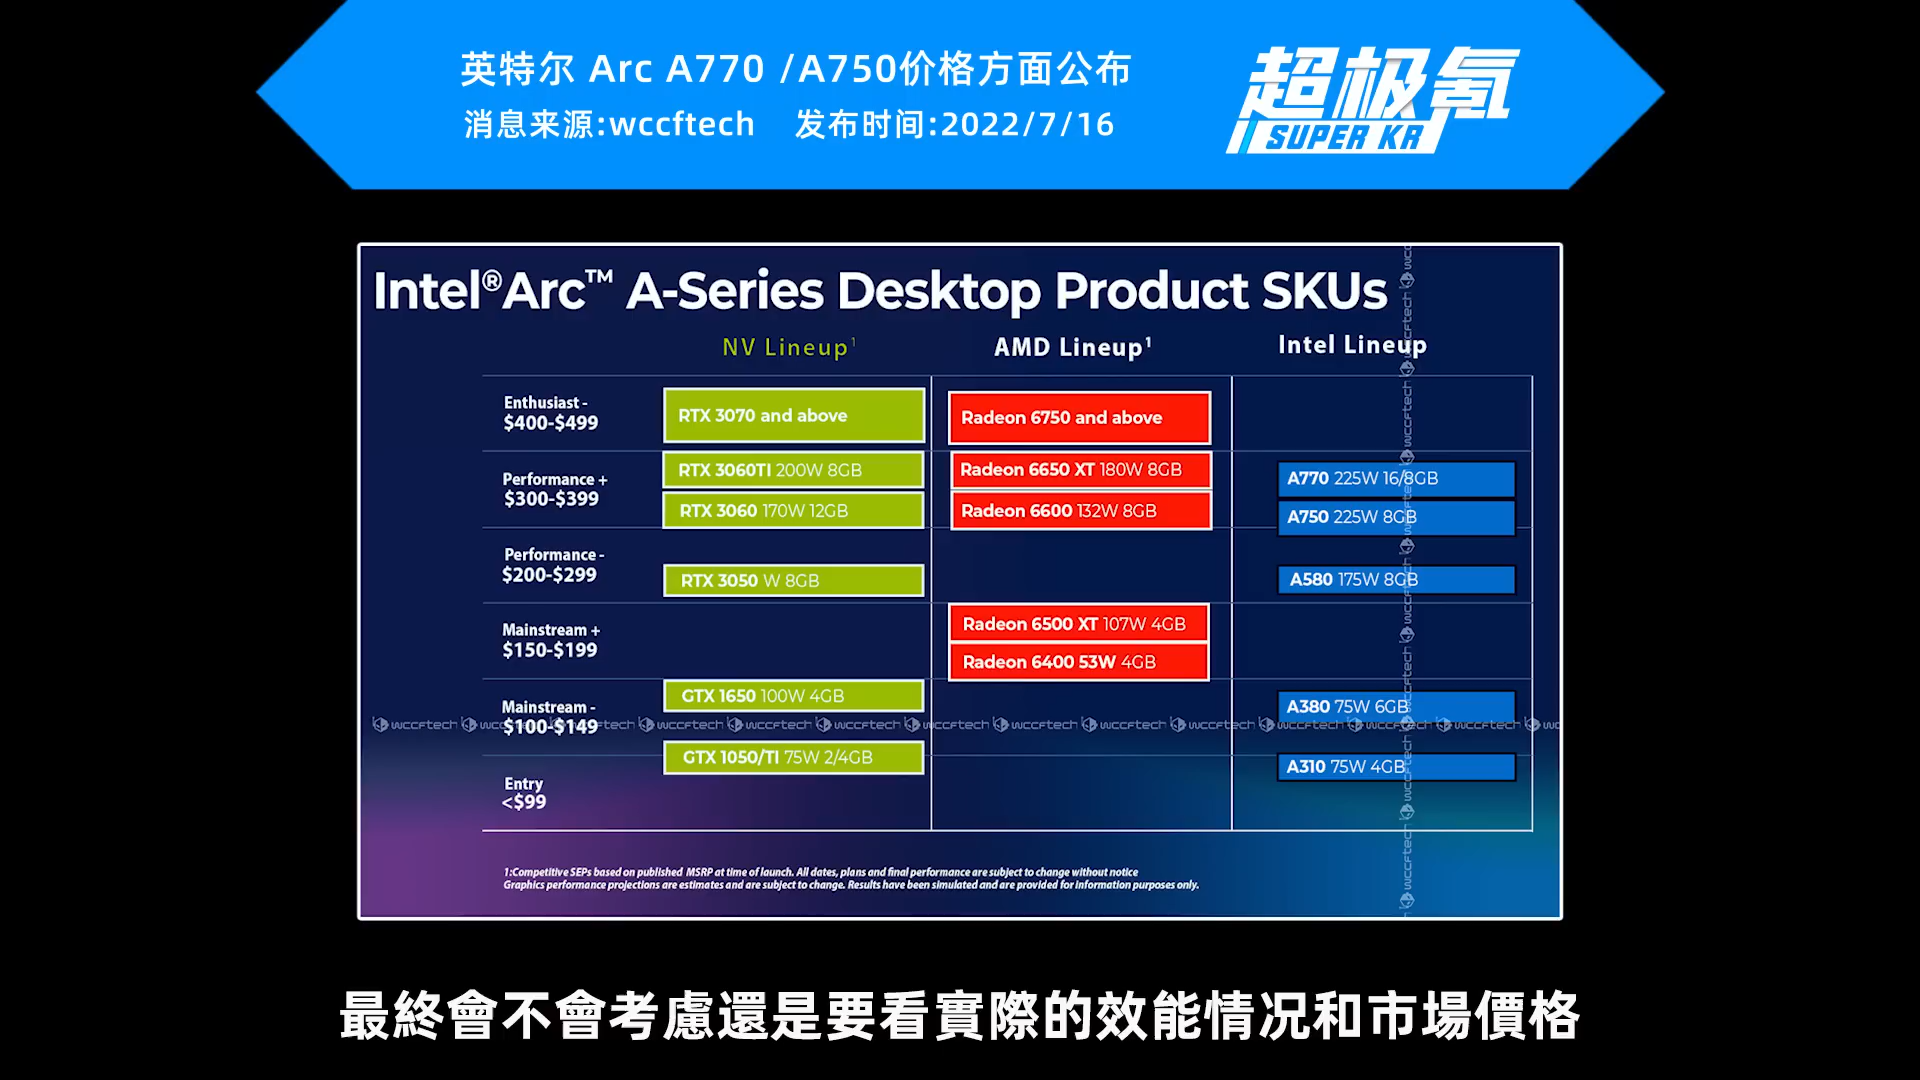 英特尔 Arc A770 /A750价格方面公布
消息来源:wccftech 发布时间:2022/7/16
超极氪
SUPER KR
Intel®Arc™ A-Series Desktop Product SKUs
NV Lineup¹ AMD Lineup¹ Intel Lineup
Enthusiast -
$400-$499
RTX 3070 and above
Radeon 6750 and above
Performance +
$300-$399
RTX 3060TI 200W 8GB
Radeon 6650 XT 180W 8GB
A770 225W 16/8GB
RTX 3060 170W 12GB
Radeon 6600 132W 8GB
A750 225W 8GB
Performance -
$200-$299
RTX 3050 W 8GB
A580 175W 8GB
Mainstream +
$150-$199
Radeon 6500 XT 107W 4GB
Radeon 6400 53W 4GB
Mainstream -
$100-$149
GTX 1650 100W 4GB
A380 75W 6GB
wccftech wccftech wccftech wccftech wccftech wccftech wccftech wccftech wccftech
GTX 1050/TI 75W 2/4GB
A310 75W 4GB
Entry
<$99
1:Competitive SEPs based on published MSRP at time of launch. All dates, plans and final performance are subject to change without notice
Graphics performance projections are estimates and are subject to change. Results have been simulated and are provided for information purposes only.
最終會不會考慮還是要看實際的效能情況和市場價格